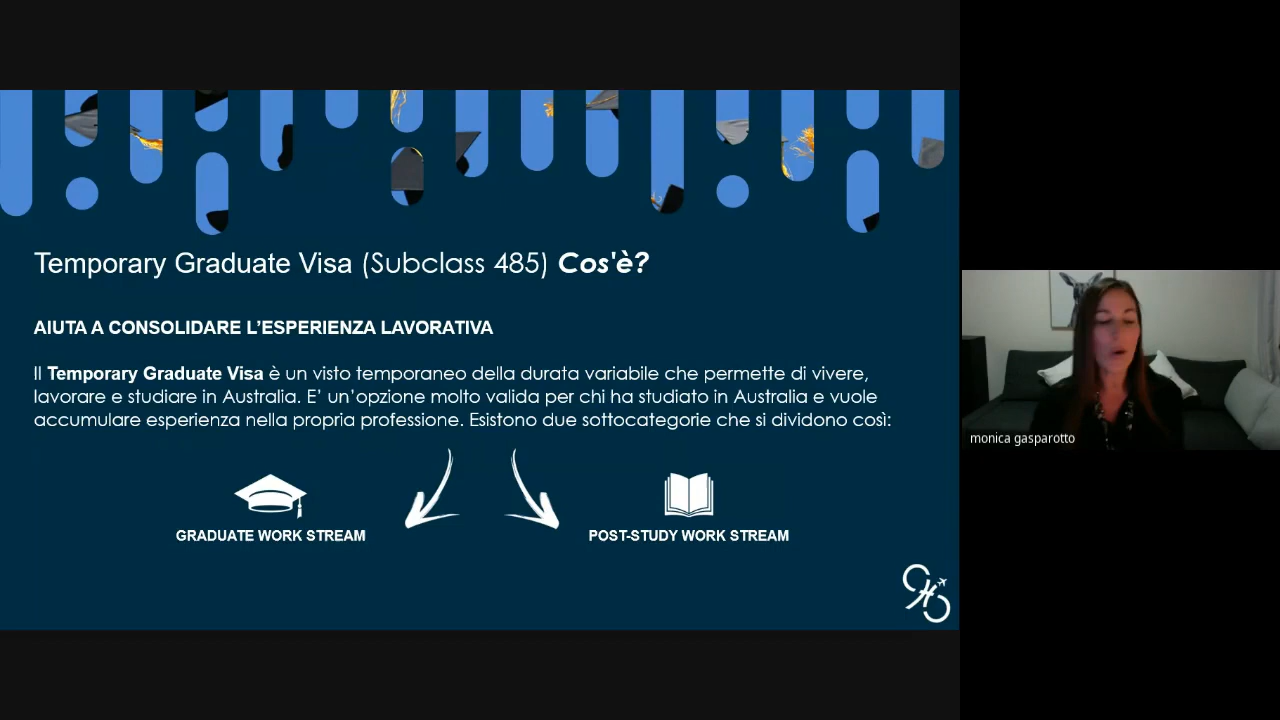 Temporary Graduate Visa (Subclass 485) Cos'è?
AIUTA A CONSOLIDARE L’ESPERIENZA LAVORATIVA
Il Temporary Graduate Visa è un visto temporaneo della durata variabile che permette di vivere,
lavorare e studiare in Australia. E’ un’opzione molto valida per chi ha studiato in Australia e vuole
accumulare esperienza nella propria professione. Esistono due sottocategorie che si dividono così:
GRADUATE WORK STREAM
POST-STUDY WORK STREAM
monica gasparotto